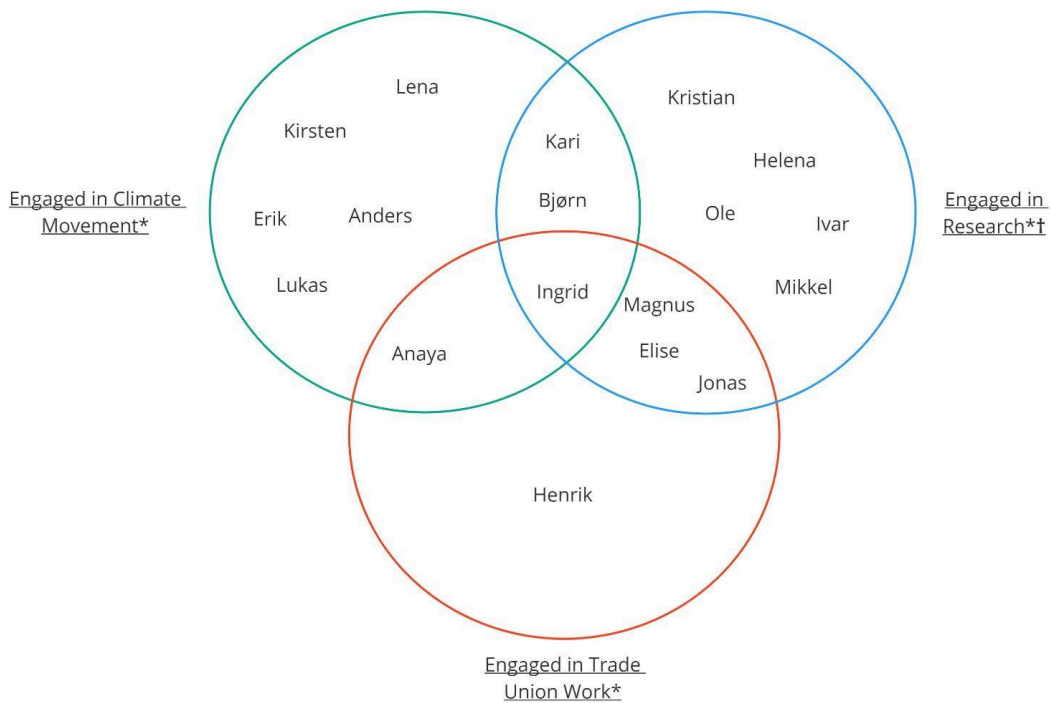 Lena
Kristian
Kirsten
Kari
Helena
Engaged in Climate
Movement*
Erik
Anders
Bjørn
Ole
Ivar
Engaged in
Research*†
Lukas
Ingrid
Magnus
Mikkel
Anaya
Elise
Jonas
Henrik
Engaged in Trade
Union Work*